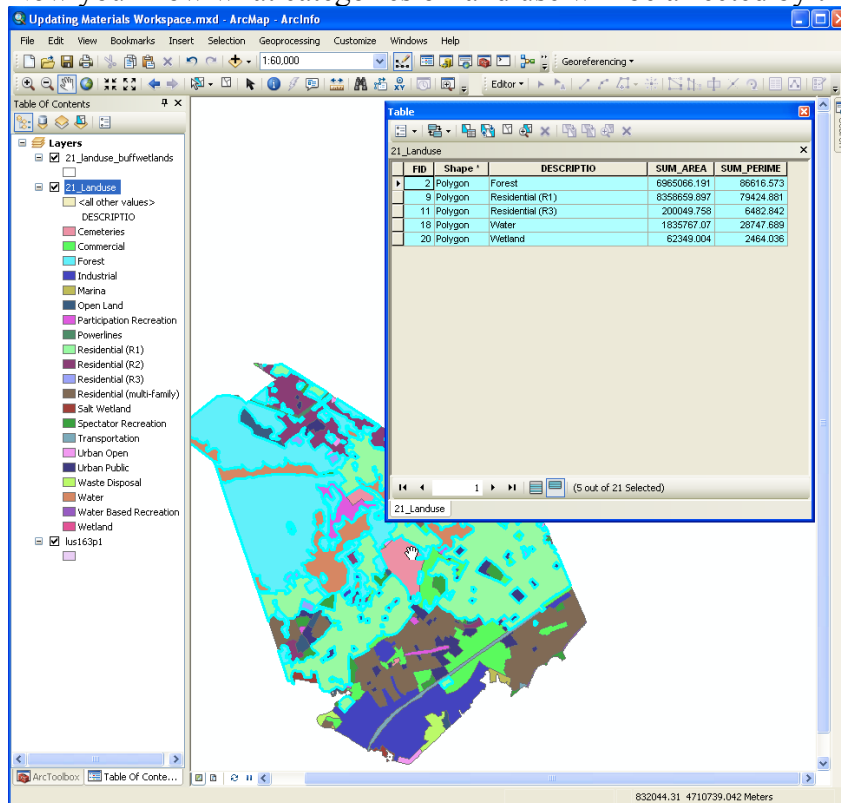 Updating Materials Workspace.mxd - ArcMap - ArcInfo
File Edit View Bookmarks Insert Selection Geoprocessing Customize Windows Help
1:60,000 Georeferencing
Editor
Table Of Contents
Layers
21_landuse_buffwetlands
21_Landuse
<all other values>
DESCRIPTIO
Cemeteries
Commercial
Forest
Industrial
Marina
Open Land
Participation Recreation
Powerlines
Residential (R1)
Residential (R2)
Residential (R3)
Residential (multi-family)
Salt Wetland
Spectator Recreation
Transportation
Urban Open
Urban Public
Waste Disposal
Water
Water Based Recreation
Wetland
lus163p1
Table
21_Landuse
FID Shape * DESCRIPTIO SUM_AREA SUM_PERIME
2 Polygon Forest 6965066.191 86616.573
9 Polygon Residential (R1) 8358659.897 79424.881
11 Polygon Residential (R3) 200049.758 6482.842
18 Polygon Water 1835767.07 28747.689
20 Polygon Wetland 62349.004 2464.036
1 (5 out of 21 Selected)
21_Landuse
ArcToolbox Table Of Conte...
832044.31 4710739.042 Meters